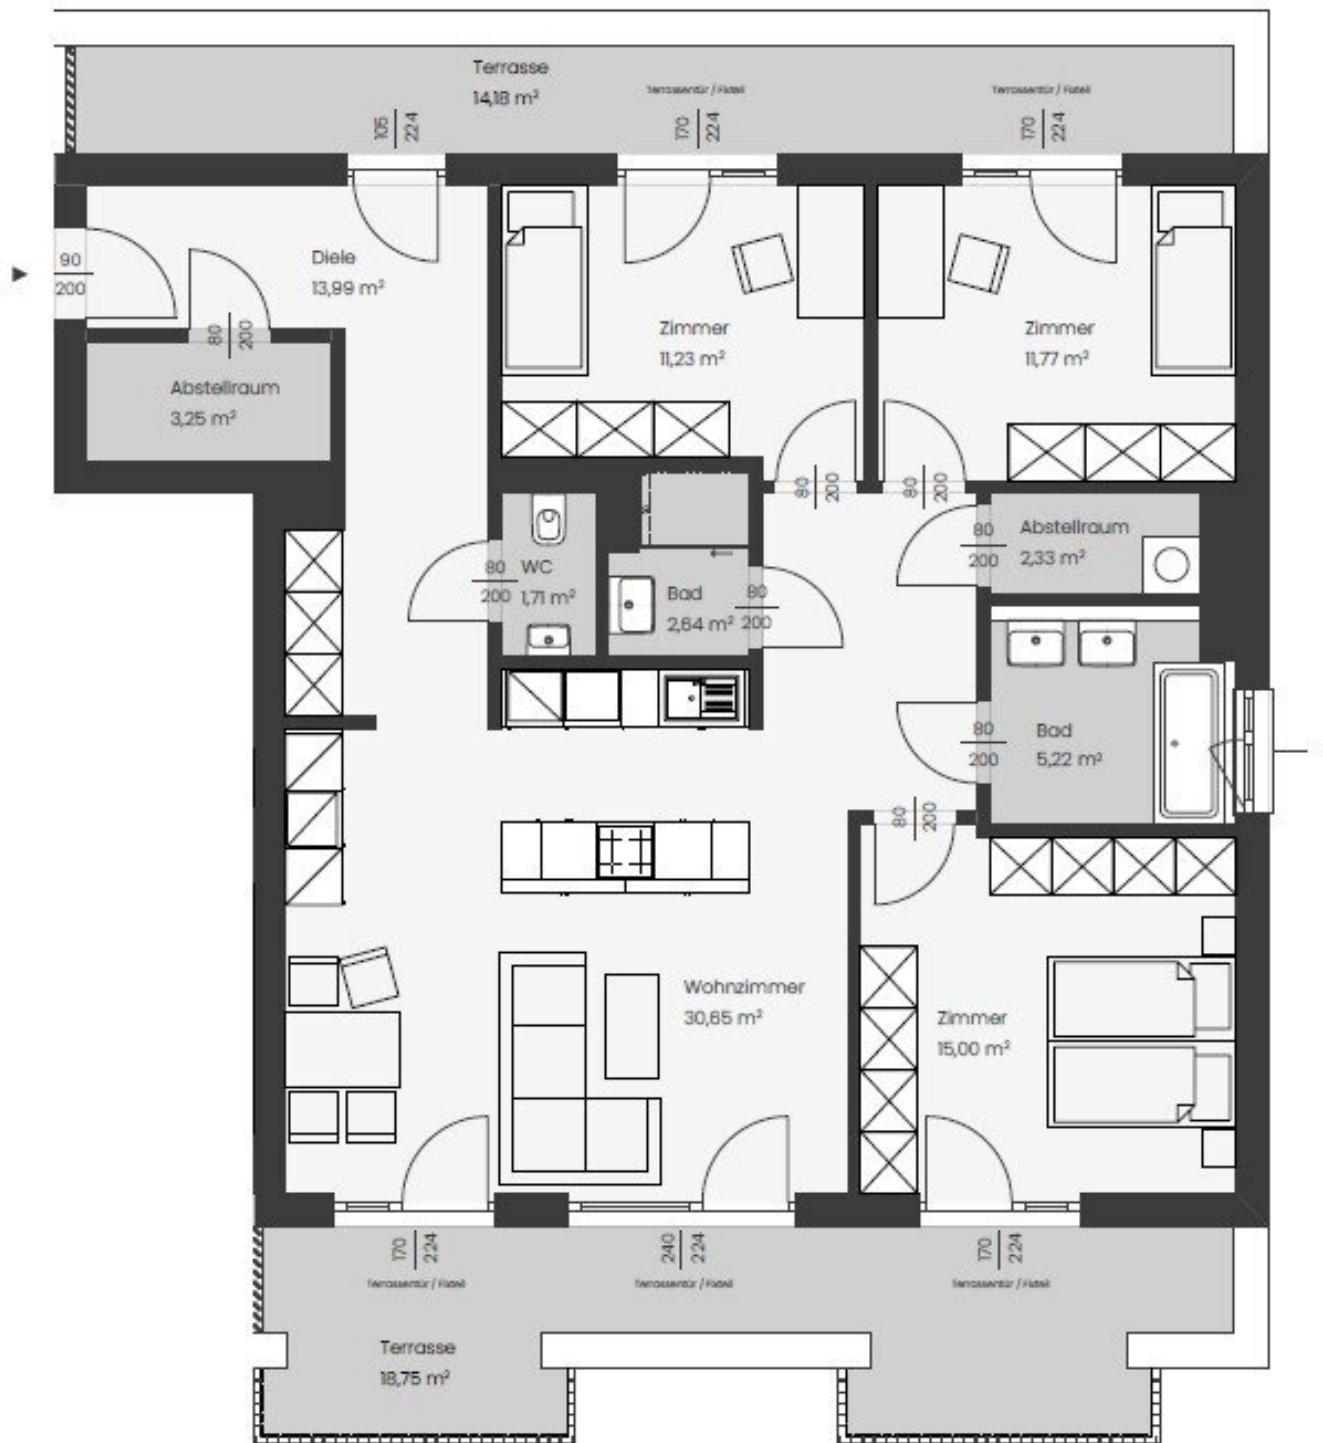 Terrasse
14,18 m²
Terrassentür / Fixteil
Terrassentür / Fixteil
105
224
170
224
170
224
90
200
Diele
13,99 m²
80
200
Abstellraum
3,25 m²
Zimmer
11,23 m²
Zimmer
11,77 m²
80
200
80
200
80
200
WC
1,71 m²
Bad
2,64 m²
80
200
80
200
Abstellraum
2,33 m²
80
200
Bad
5,22 m²
80
200
Wohnzimmer
30,65 m²
Zimmer
15,00 m²
170
224
240
224
170
224
Terrassentür / Fixteil
Terrassentür / Fixteil
Terrassentür / Fixteil
Terrasse
18,75 m²